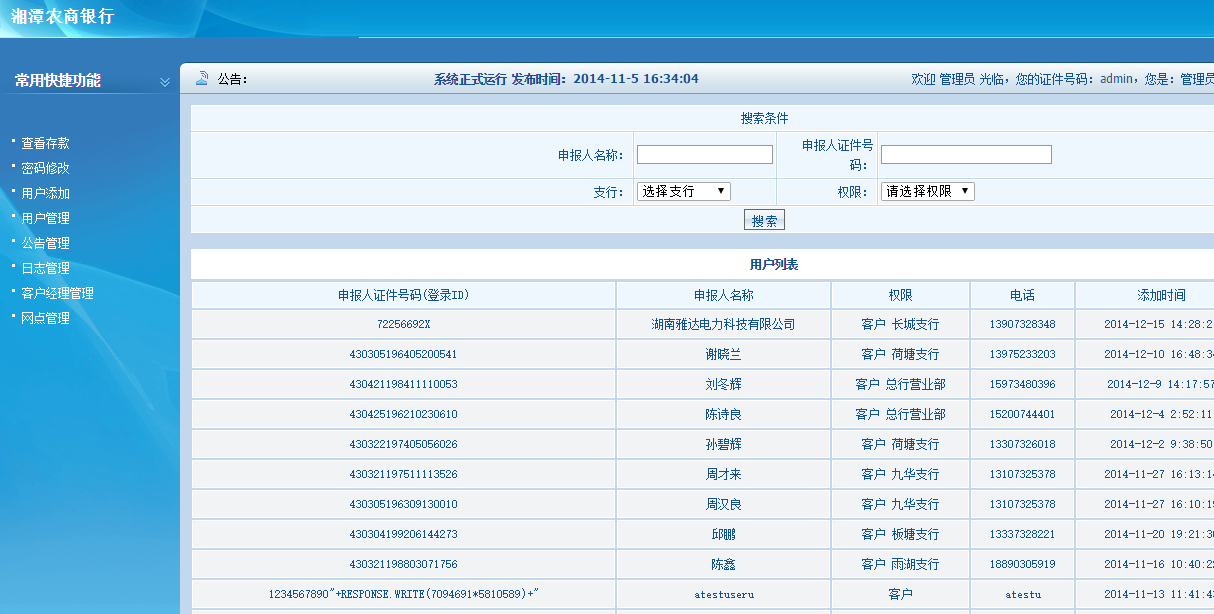 湘潭农商银行
常用快捷功能
公告： 系统正式运行 发布时间：2014-11-5 16:34:04 欢迎 管理员 光临，您的证件号码：admin，您是：管理员
· 查看存款
· 密码修改
· 用户添加
· 用户管理
· 公告管理
· 日志管理
· 客户经理管理
· 网点管理
搜索条件
申报人名称： 申报人证件号码：
支行： 选择支行 权限： 请选择权限
搜索
用户列表
申报人证件号码(登录ID) 申报人名称 权限 电话 添加时间
72256692X 湖南雅达电力科技有限公司 客户 长城支行 13907328348 2014-12-15 14:28:2
430305196405200541 谢晓兰 客户 荷塘支行 13975233203 2014-12-10 16:48:3
430421198411110053 刘冬辉 客户 总行营业部 15973480396 2014-12-9 14:17:57
430425196210230610 陈诗良 客户 总行营业部 15200744401 2014-12-4 2:52:11
430322197405056026 孙碧辉 客户 荷塘支行 13307326018 2014-12-2 9:38:50
430321197511113526 周才来 客户 九华支行 13107325378 2014-11-27 16:13:1
430305196309130010 周汉良 客户 九华支行 13107325378 2014-11-27 16:10:1
430304199206144273 邱鹏 客户 板塘支行 13337328221 2014-11-20 19:21:3
430321198803071756 陈鑫 客户 雨湖支行 18890305919 2014-11-16 10:40:2
1234567890"+RESPONSE.WRITE(7094691*5810589)+" atestuseru 客户 atestu 2014-11-13 11:41:4